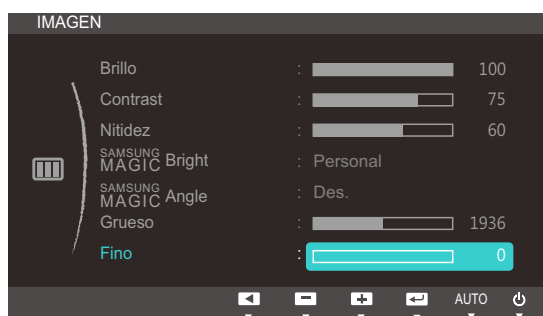 IMAGEN
Brillo : 100
Contrast : 75
Nitidez : 60
SAMSUNG MAGIC Bright : Personal
SAMSUNG MAGIC Angle : Des.
Grueso : 1936
Fino : 0
AUTO